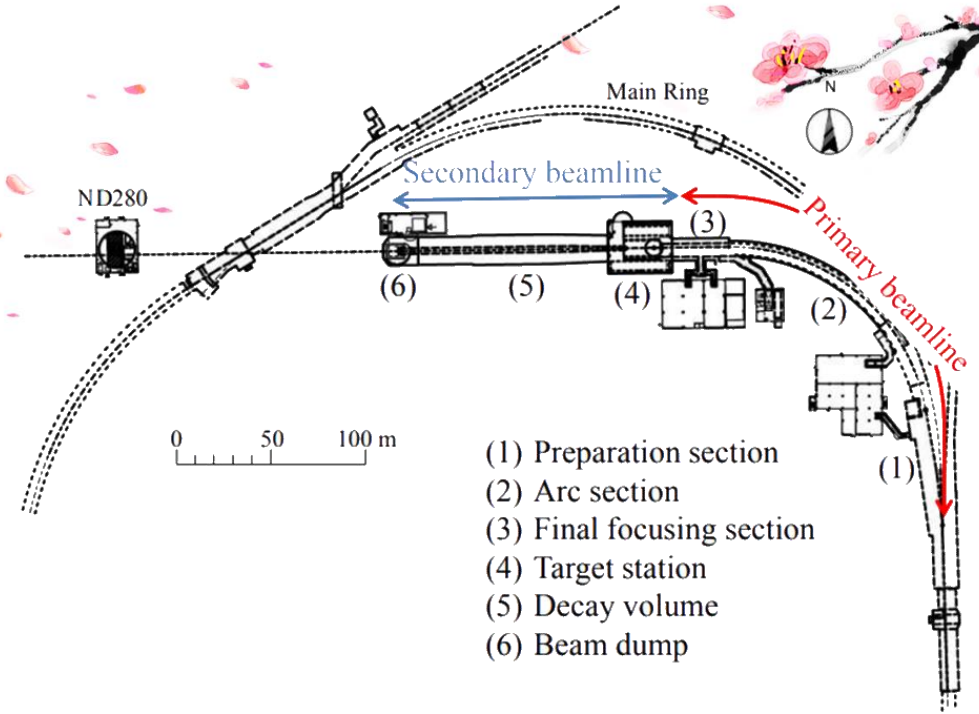 Main Ring
N
Secondary beamline
ND280
(3)
Primary beamline
(6)
(5)
(4)
(2)
(1)
0 50 100 m
(1) Preparation section
(2) Arc section
(3) Final focusing section
(4) Target station
(5) Decay volume
(6) Beam dump